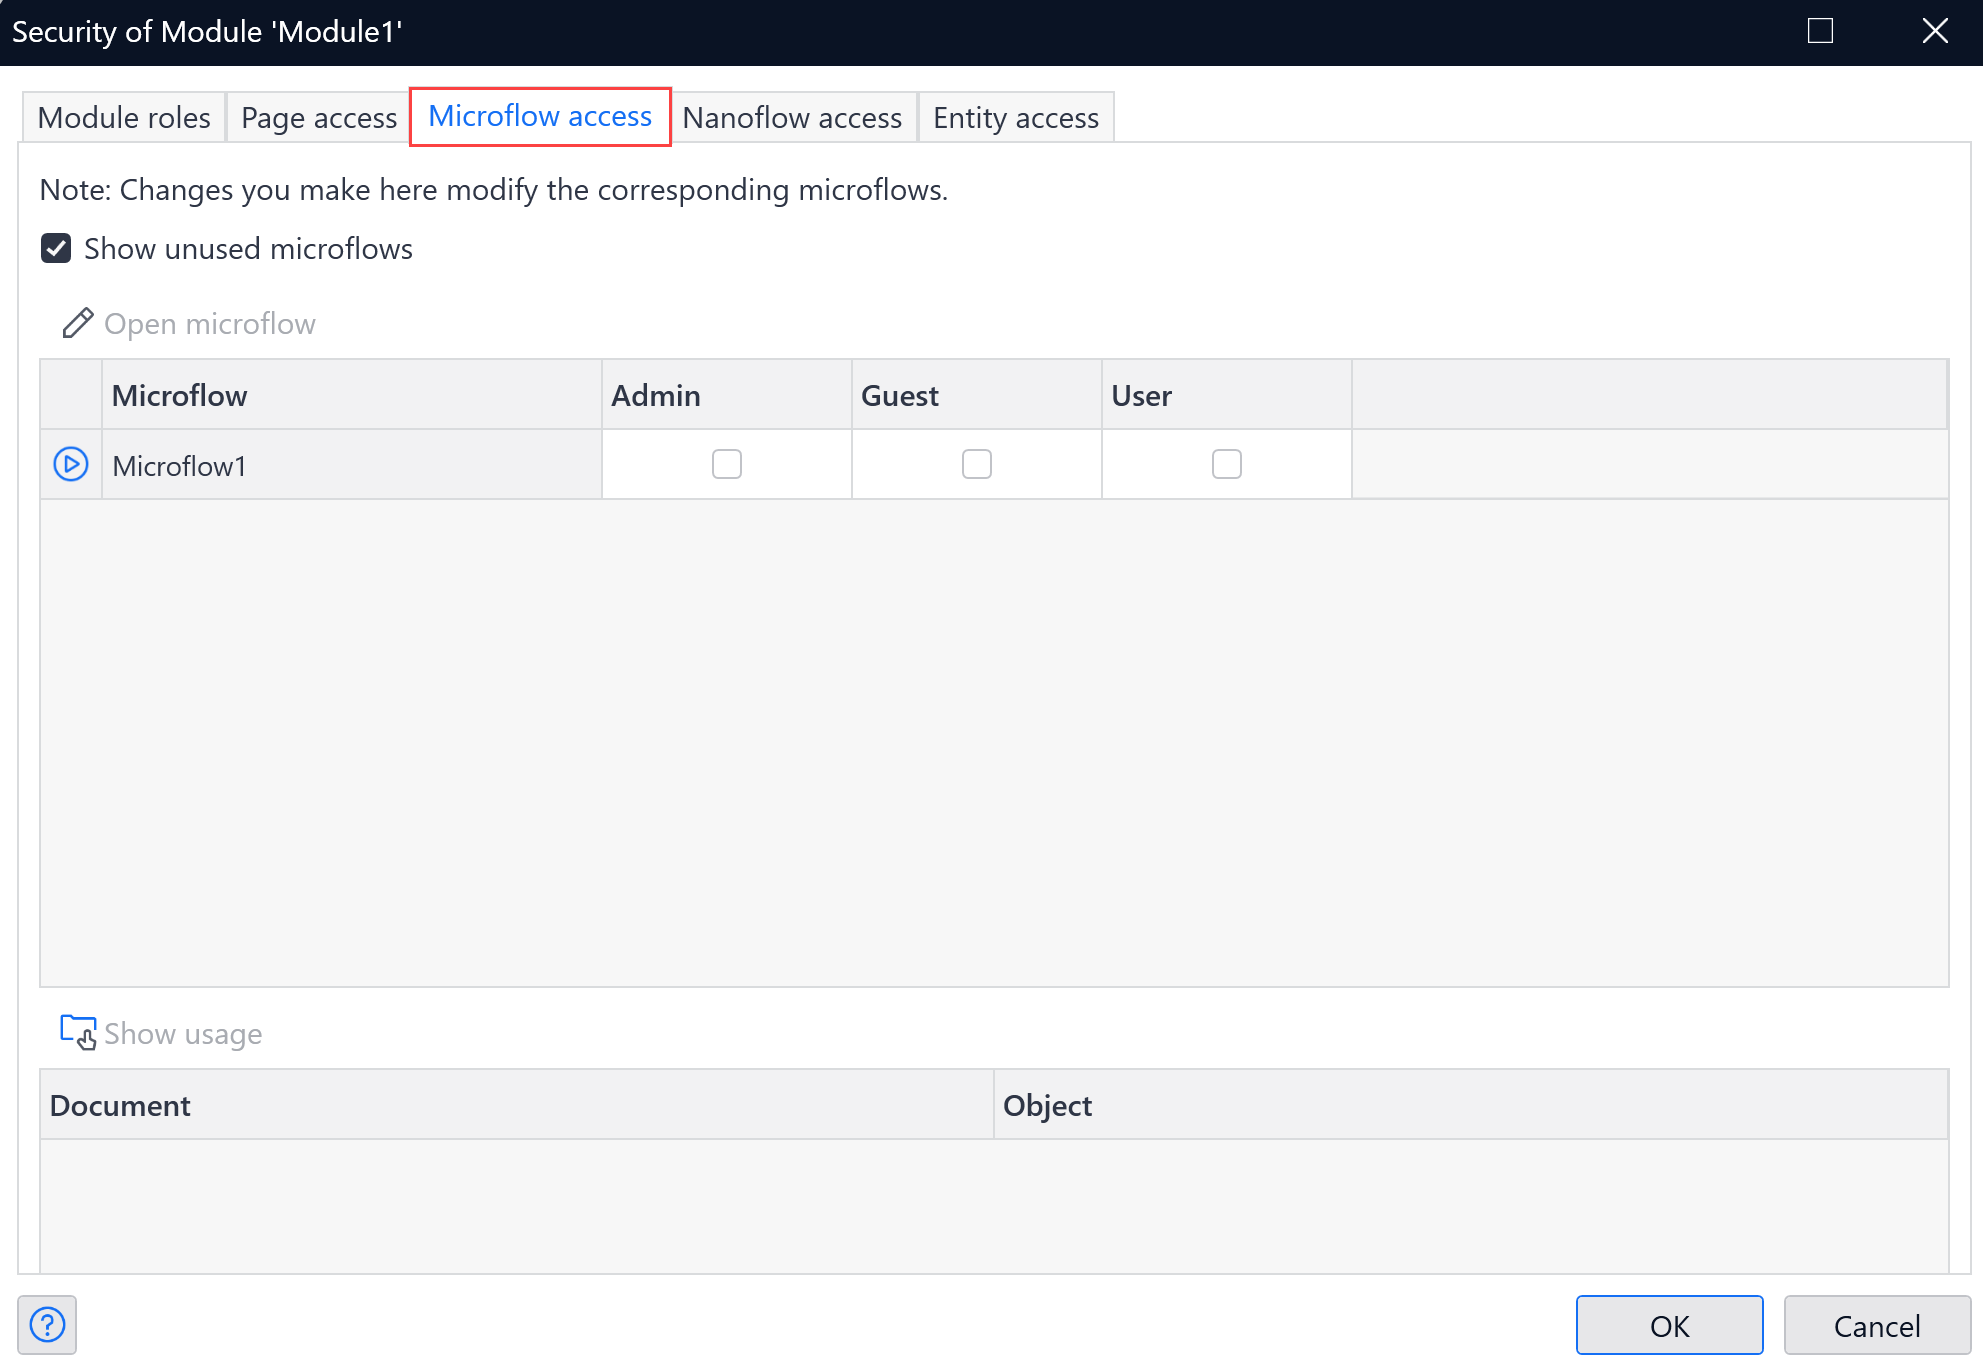 Security of Module 'Module1'
Module roles Page access Microflow access Nanoflow access Entity access
Note: Changes you make here modify the corresponding microflows.
Show unused microflows
Open microflow
Microflow Admin Guest User
Microflow1
Show usage
Document Object
? OK Cancel